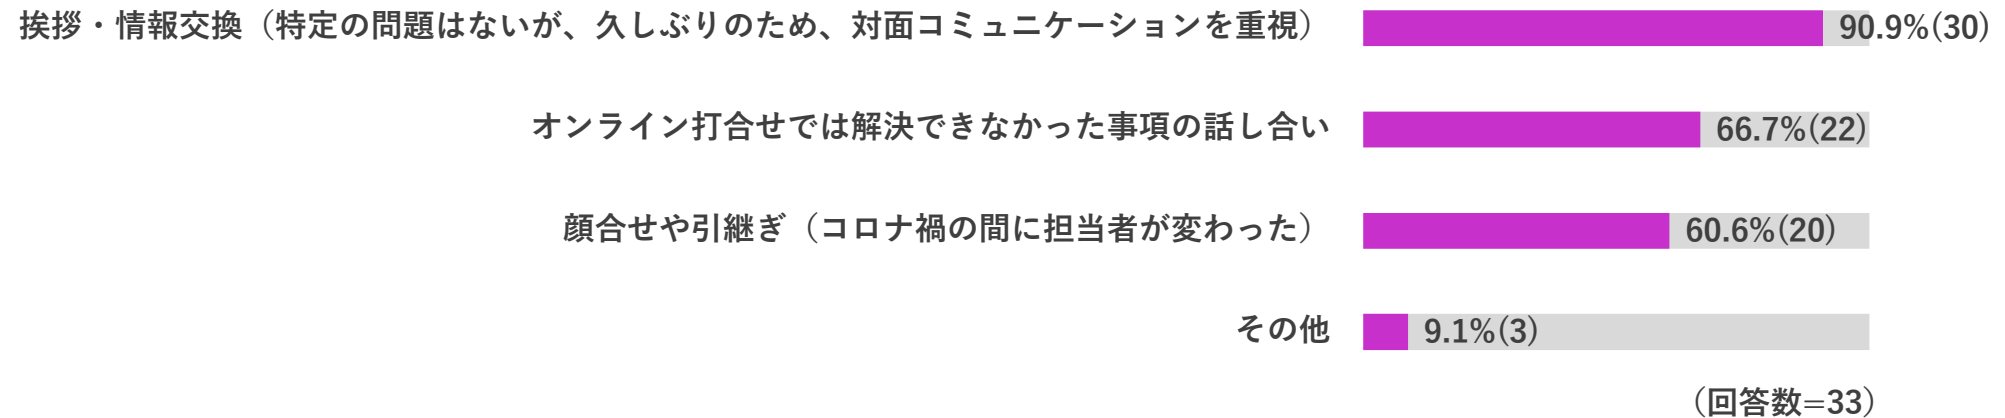 挨拶・情報交換（特定の問題はないが、久しぶりのため、対面コミュニケーションを重視） 90.9%(30)
オンライン打合せでは解決できなかった事項の話し合い 66.7%(22)
顔合せや引継ぎ（コロナ禍の間に担当者が変わった） 60.6%(20)
その他 9.1%(3)
（回答数=33）